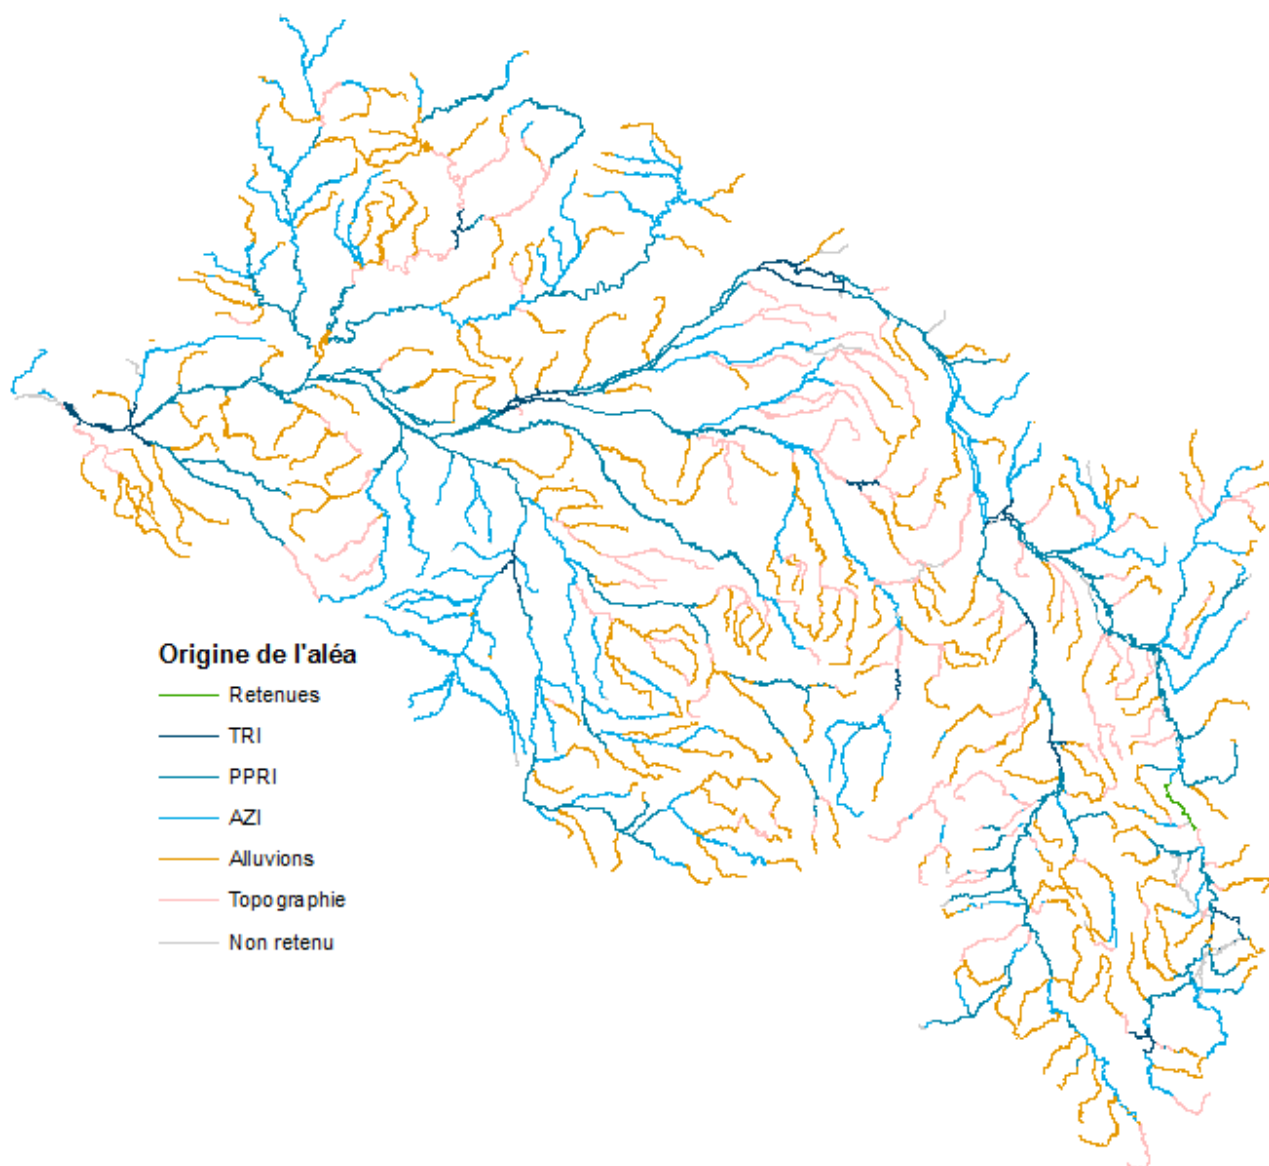 Origine de l'aléa
Retenues
TRI
PPRI
AZI
Alluvions
Topographie
Non retenu